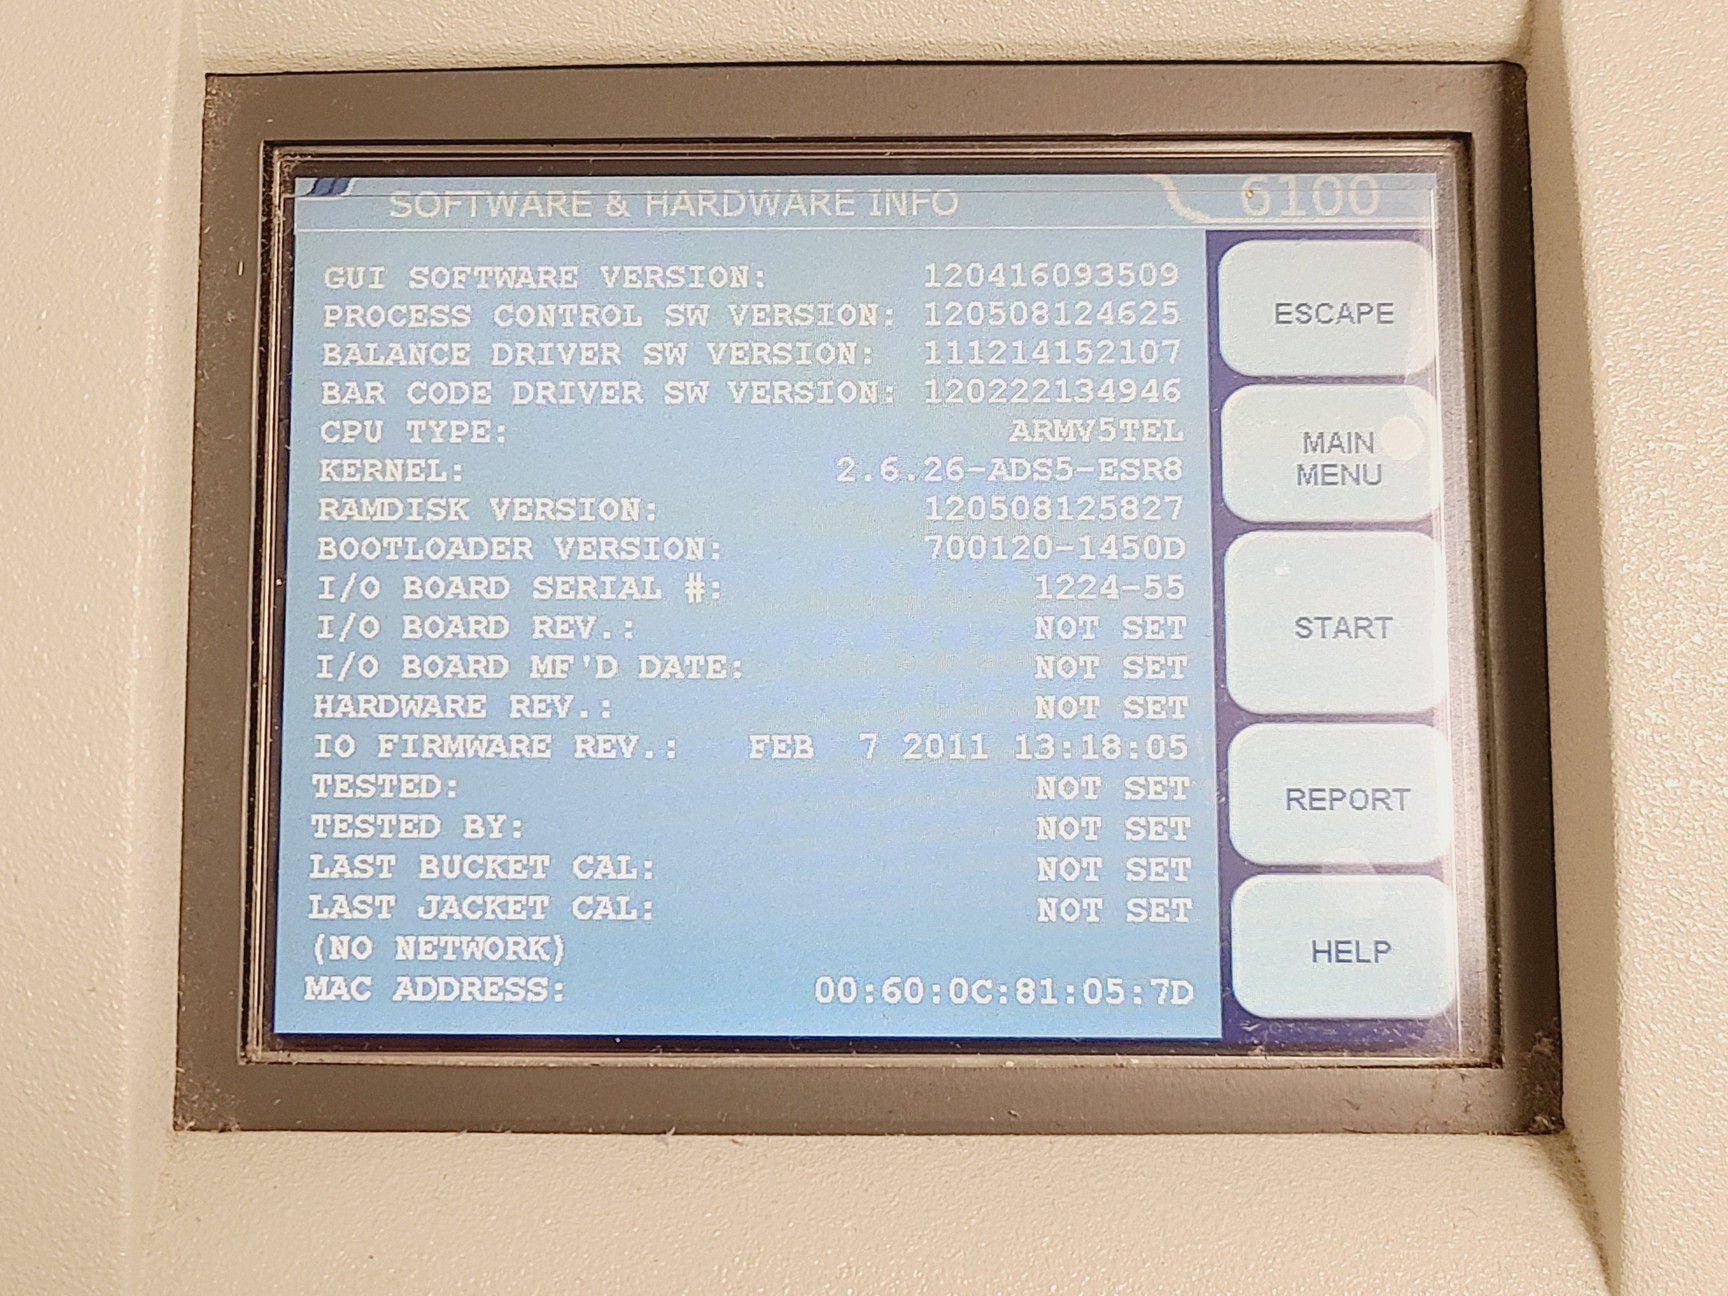 SOFTWARE & HARDWARE INFO
6100
GUI SOFTWARE VERSION: 120416093509
PROCESS CONTROL SW VERSION: 120508124625
BALANCE DRIVER SW VERSION: 111214152107
BAR CODE DRIVER SW VERSION: 120222134946
CPU TYPE: ARMV5TEL
KERNEL: 2.6.26-ADS5-ESR8
RAMDISK VERSION: 120508125827
BOOTLOADER VERSION: 700120-1450D
I/O BOARD SERIAL #: 1224-55
I/O BOARD REV.: NOT SET
I/O BOARD MF'D DATE: NOT SET
HARDWARE REV.: NOT SET
IO FIRMWARE REV.: FEB 7 2011 13:18:05
TESTED: NOT SET
TESTED BY: NOT SET
LAST BUCKET CAL: NOT SET
LAST JACKET CAL: NOT SET
(NO NETWORK)
MAC ADDRESS: 00:60:0C:81:05:7D
ESCAPE
MAIN
MENU
START
REPORT
HELP